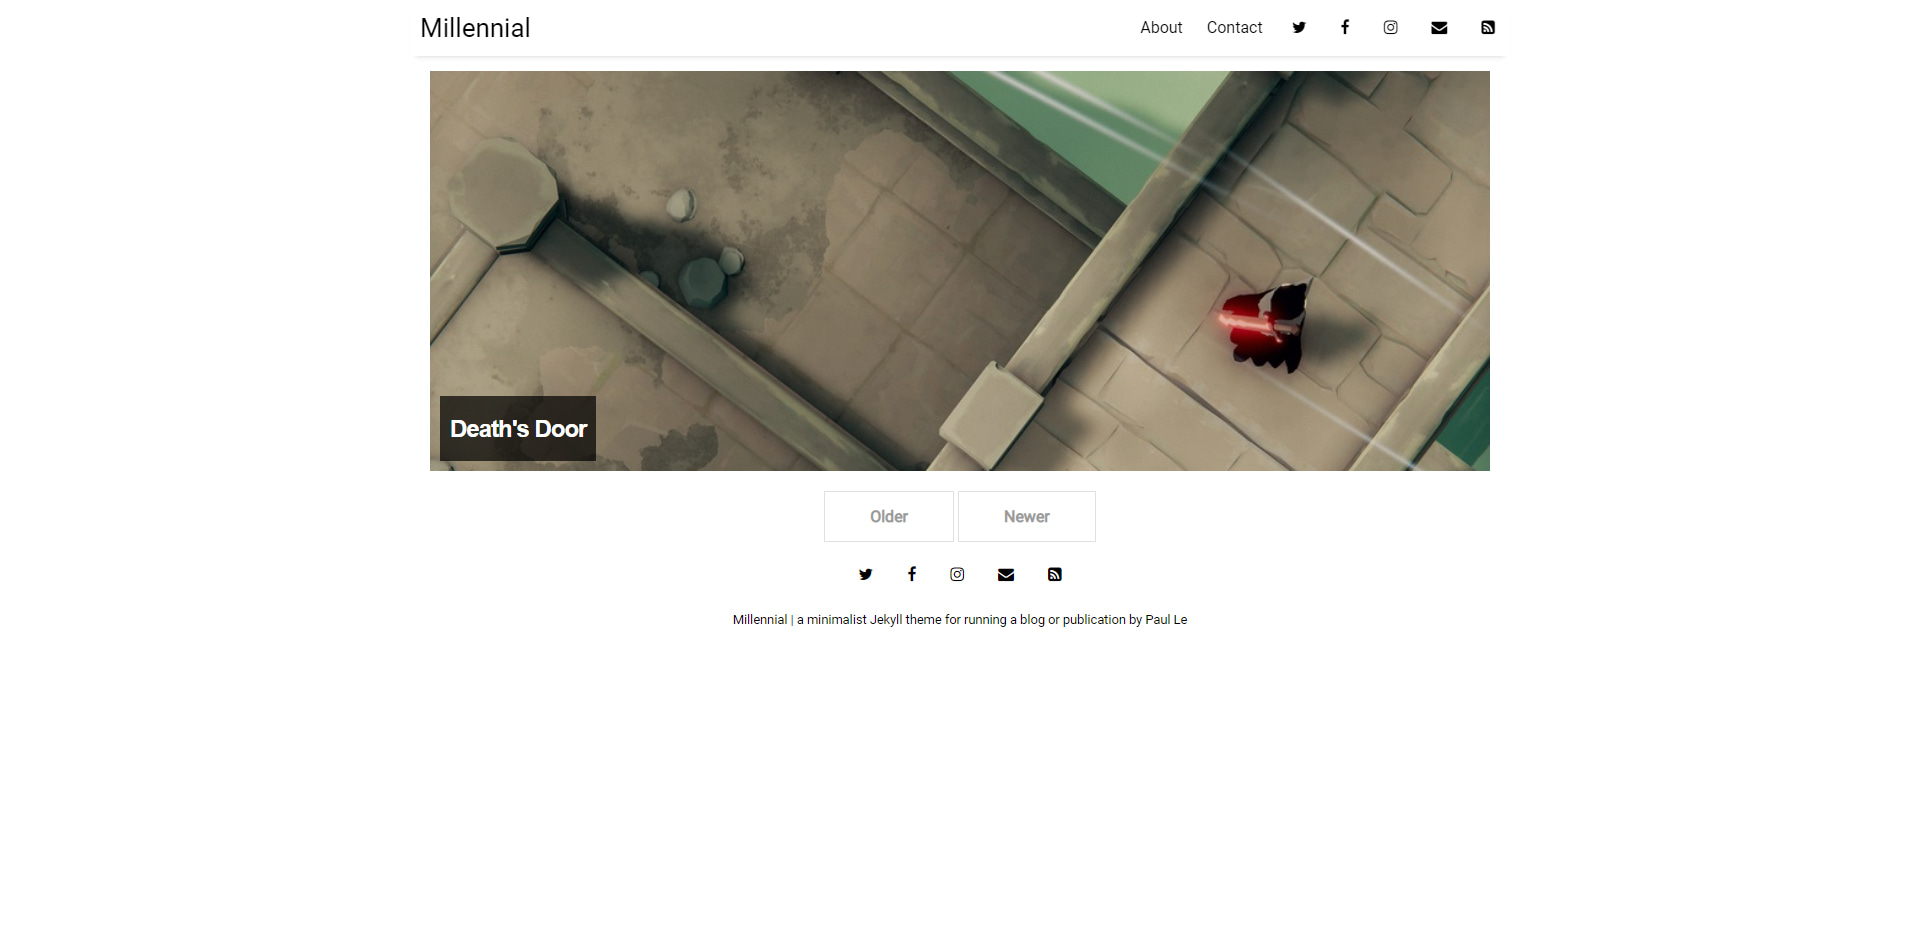 Millennial
About Contact
Death's Door
Older Newer
Millennial | a minimalist Jekyll theme for running a blog or publication by Paul Le